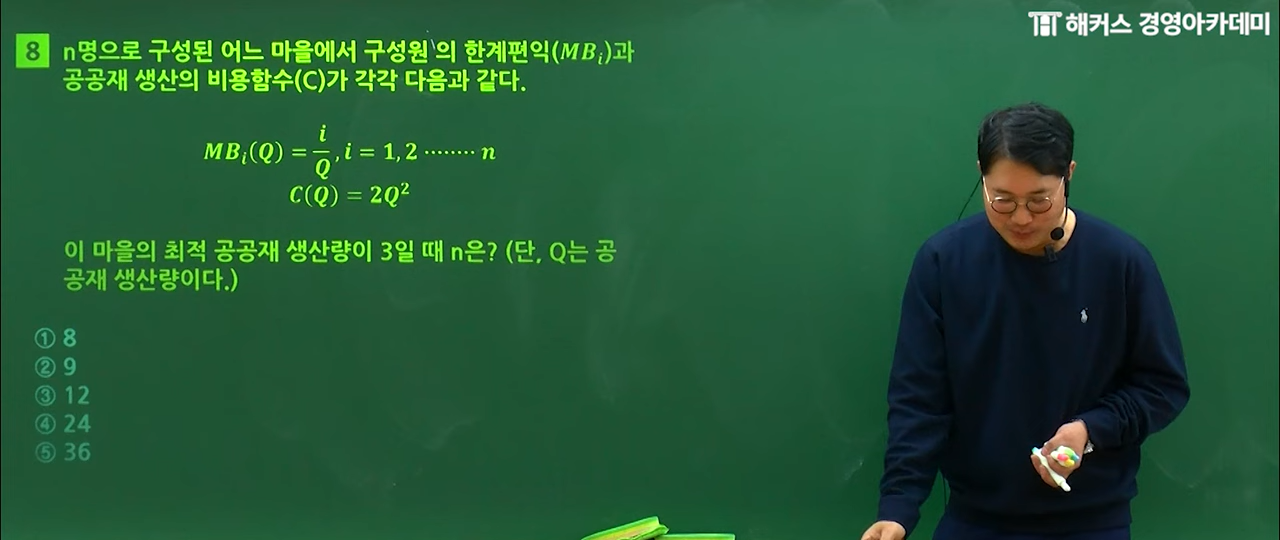 해커스 경영아카데미
8
n명으로 구성된 어느 마을에서 구성원의 한계편익(MB_i)과
공공재 생산의 비용함수(C)가 각각 다음과 같다.
MB_i(Q) = i/Q, i = 1, 2 ········ n
C(Q) = 2Q²
이 마을의 최적 공공재 생산량이 3일 때 n은? (단, Q는 공
공재 생산량이다.)
① 8
② 9
③ 12
④ 24
⑤ 36